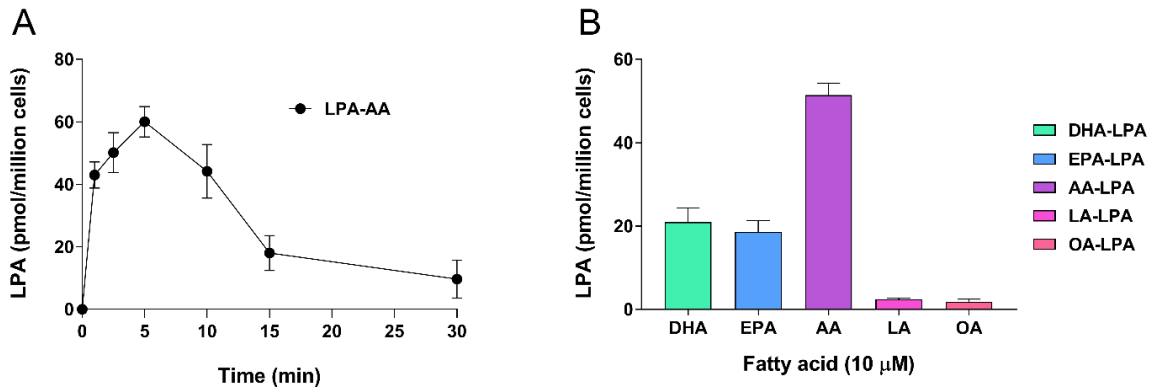 A
LPA (pmol/million cells)
80
60
40
20
0
LPA-AA
0 5 10 15 20 25 30
Time (min)
B
LPA (pmol/million cells)
60
40
20
0
DHA EPA AA LA OA
Fatty acid (10 μM)
DHA-LPA
EPA-LPA
AA-LPA
LA-LPA
OA-LPA